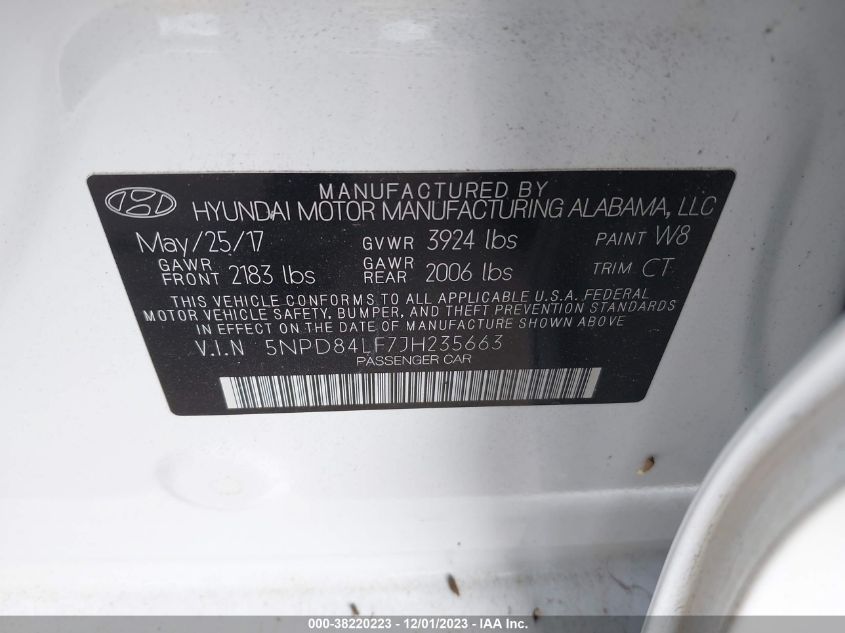 MANUFACTURED BY
HYUNDAI MOTOR MANUFACTURING ALABAMA, LLC
May/25/17 GVWR 3924 lbs PAINT W8
GAWR FRONT 2183 lbs GAWR REAR 2006 lbs TRIM CT
THIS VEHICLE CONFORMS TO ALL APPLICABLE U.S.A. FEDERAL
MOTOR VEHICLE SAFETY, BUMPER, AND THEFT PREVENTION STANDARDS
IN EFFECT ON THE DATE OF MANUFACTURE SHOWN ABOVE
V.I.N 5NPD84LF7JH235663
PASSENGER CAR
000-38220223 - 12/01/2023 - IAA Inc.